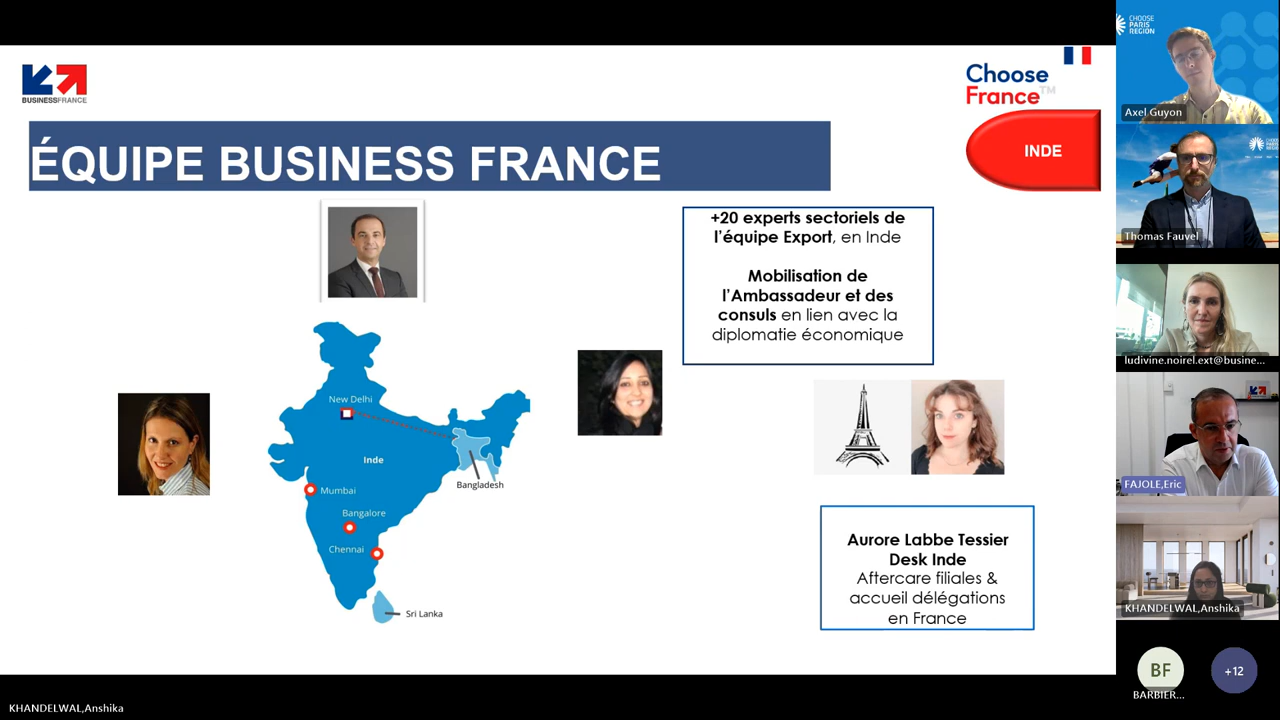 BUSINESSFRANCE
Choose
France™
ÉQUIPE BUSINESS FRANCE
INDE
+20 experts sectoriels de
l'équipe Export, en Inde
Mobilisation de
l'Ambassadeur et des
consuls en lien avec la
diplomatie économique
New Delhi
Inde
Bangladesh
Mumbai
Bangalore
Chennai
Sri Lanka
Aurore Labbe Tessier
Desk Inde
Aftercare filiales &
accueil délégations
en France
CHOOSE
PARIS
REGION
Axel Guyon
Thomas Fauvel
ludivine.noirel.ext@busine...
FAJOLE,Eric
KHANDELWAL,Anshika
BF
BARBIER...
+12
KHANDELWAL,Anshika